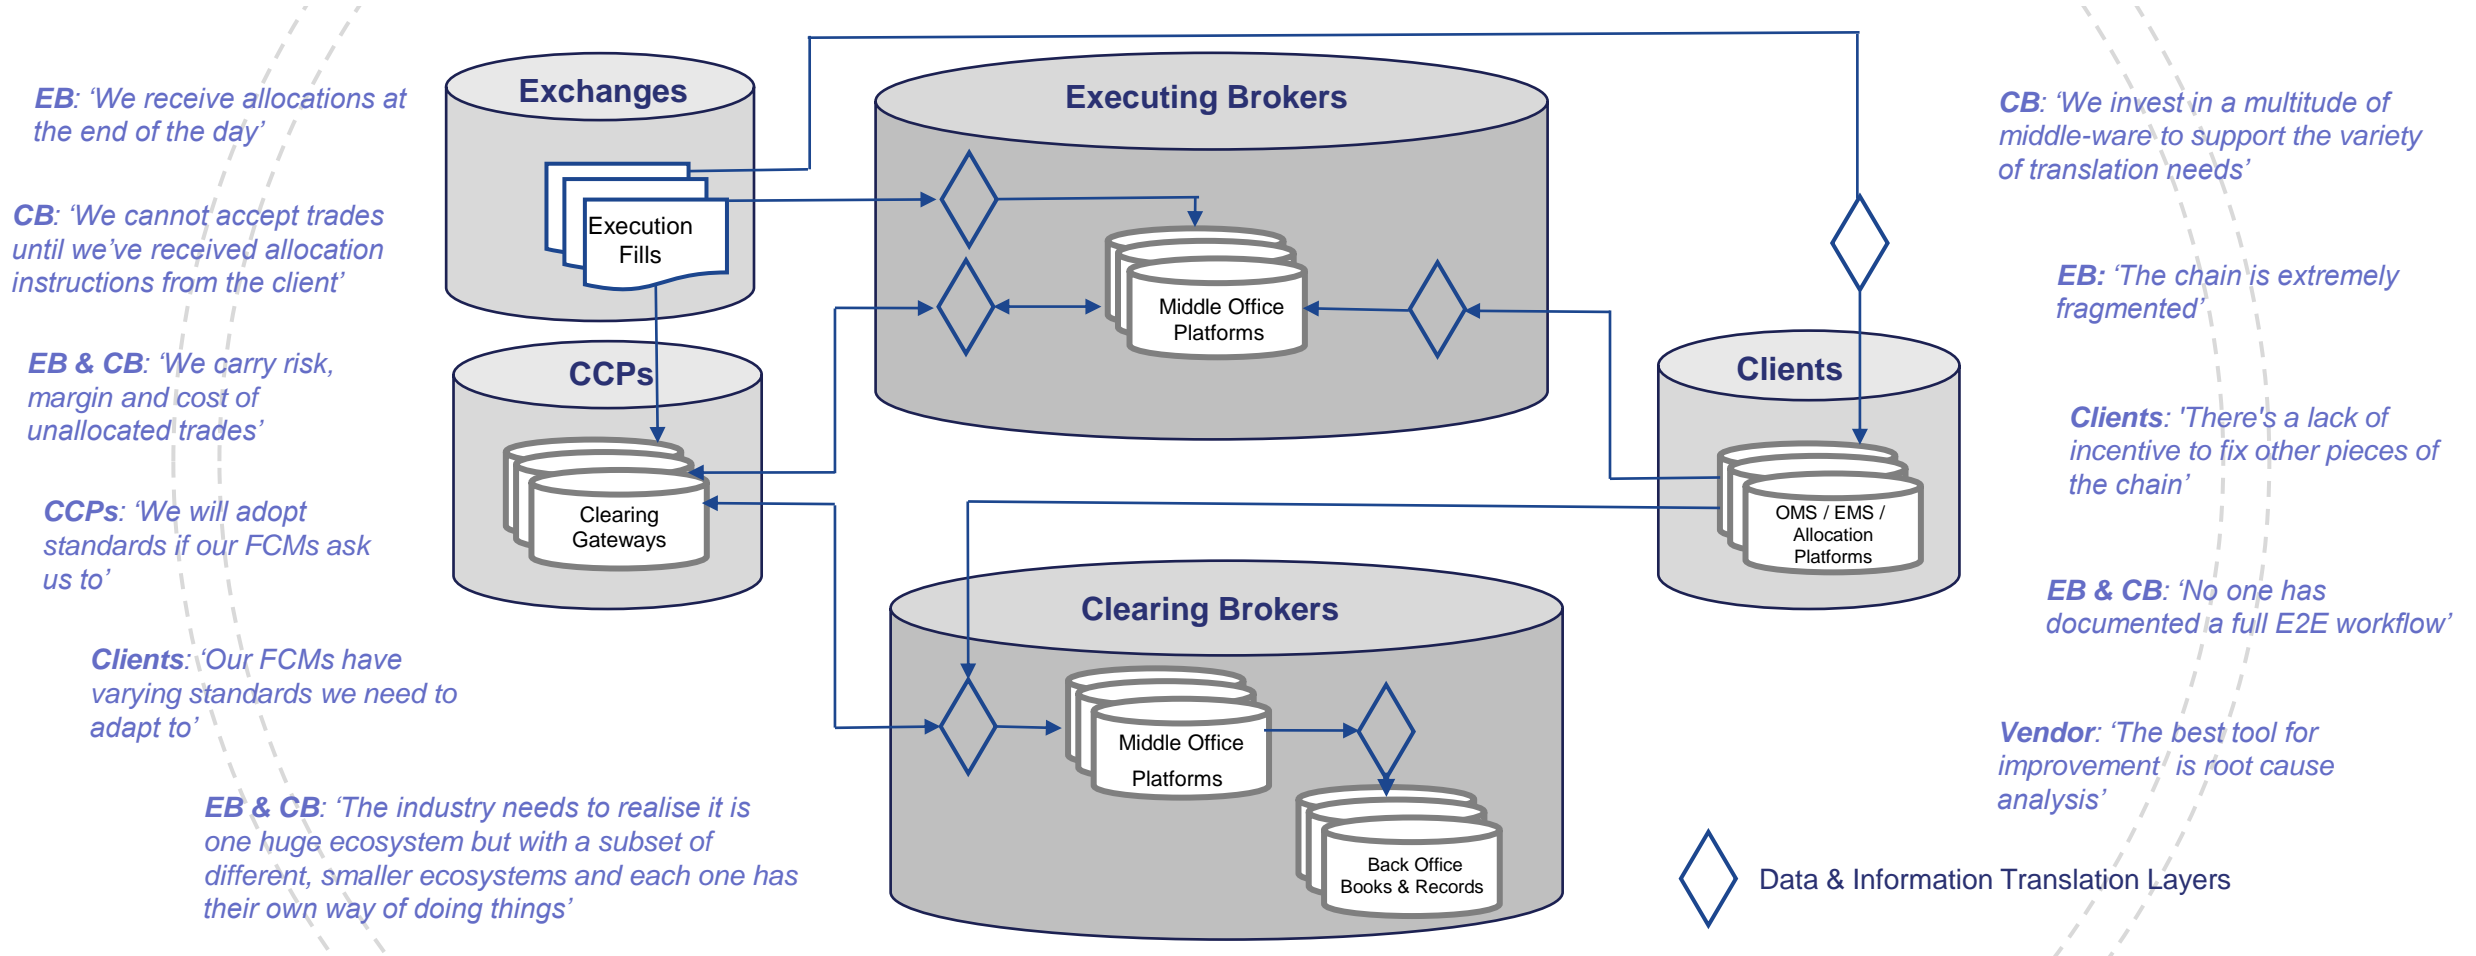 EB: ‘We receive allocations at
the end of the day’
CB: ‘We cannot accept trades
until we’ve received allocation
instructions from the client’
EB & CB: ‘We carry risk,
margin and cost of
unallocated trades’
CCPs: ‘We will adopt
standards if our FCMs ask
us to’
Clients: ‘Our FCMs have
varying standards we need to
adapt to’
EB & CB: ‘The industry needs to realise it is
one huge ecosystem but with a subset of
different, smaller ecosystems and each one has
their own way of doing things’
Exchanges
Execution
Fills
CCPs
Clearing
Gateways
Executing Brokers
Middle Office
Platforms
Clearing Brokers
Middle Office
Platforms
Back Office
Books & Records
Clients
OMS / EMS /
Allocation
Platforms
CB: ‘We invest in a multitude of
middle-ware to support the variety
of translation needs’
EB: ‘The chain is extremely
fragmented’
Clients: 'There's a lack of
incentive to fix other pieces of
the chain’
EB & CB: ‘No one has
documented a full E2E workflow’
Vendor: ‘The best tool for
improvement  is root cause
analysis’
Data & Information Translation Layers